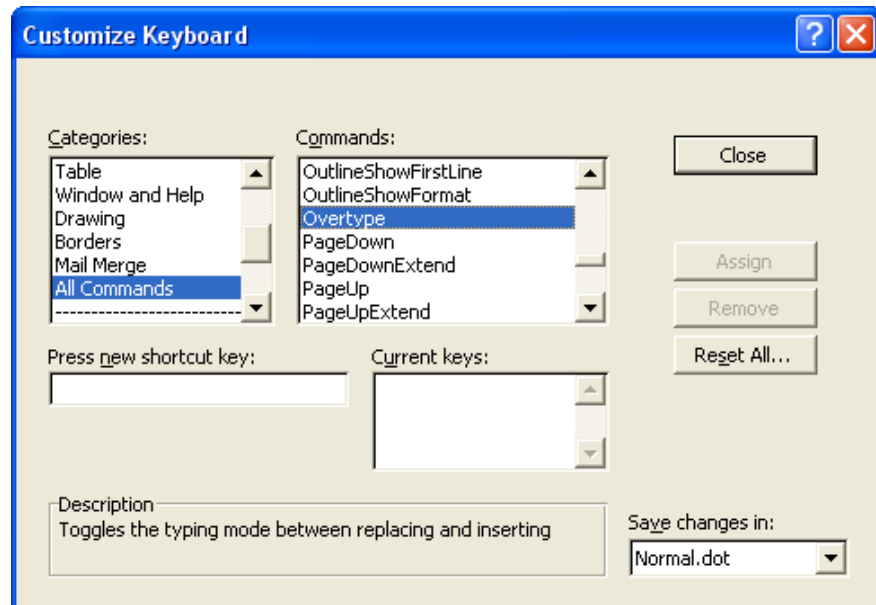 Customize Keyboard
Categories:
Commands:
Table
Window and Help
Drawing
Borders
Mail Merge
All Commands
---------------------------
OutlineShowFirstLine
OutlineShowFormat
Overtype
PageDown
PageDownExtend
PageUp
PageUpExtend
Close
Assign
Remove
Reset All...
Press new shortcut key:
Current keys:
Description
Toggles the typing mode between replacing and inserting
Save changes in:
Normal.dot